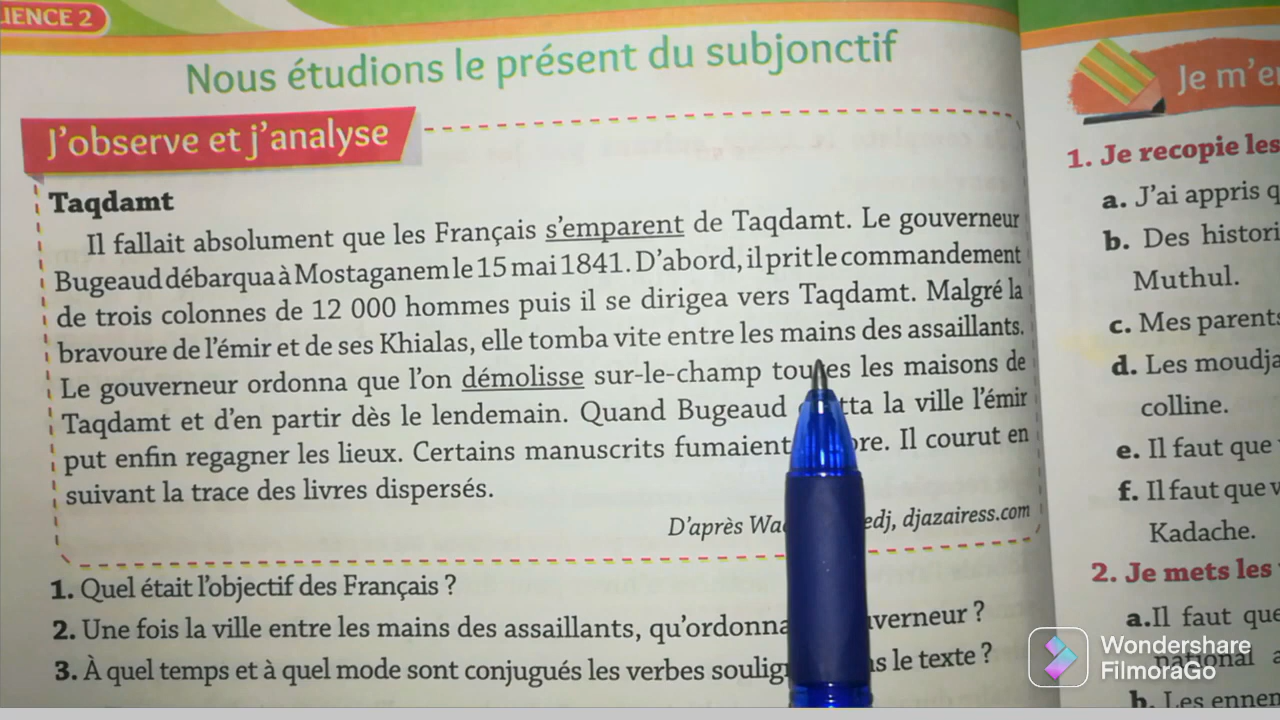 IENCE 2
Nous étudions le présent du subjonctif
J'observe et j'analyse
Taqdamt
Il fallait absolument que les Français s'emparent de Taqdamt. Le gouverneur
Bugeaud débarqua à Mostaganem le 15 mai 1841. D'abord, il prit le commandement
de trois colonnes de 12 000 hommes puis il se dirigea vers Taqdamt. Malgré la
bravoure de l'émir et de ses Khialas, elle tomba vite entre les mains des assaillants.
Le gouverneur ordonna que l'on démolisse sur-le-champ toutes les maisons de
Taqdamt et d'en partir dès le lendemain. Quand Bugeaud la ville l'émir
put enfin regagner les lieux. Certains manuscrits fumaient Il courut en
suivant la trace des livres dispersés.
D'après djazairess.com
1. Quel était l'objectif des Français ?
2. Une fois la ville entre les mains des assaillants, qu'ordonna ?
3. À quel temps et à quel mode sont conjugués les verbes le texte ?
Je m'e
1. Je recopie les
a. J'ai appris q
b. Des histori
Muthul.
c. Mes parents
d. Les moudja
colline.
e. Il faut que
f. Il faut que v
Kadache.
2. Je mets les
a. Il faut que
national a
b. Les ennem
Wondershare
FilmoraGo